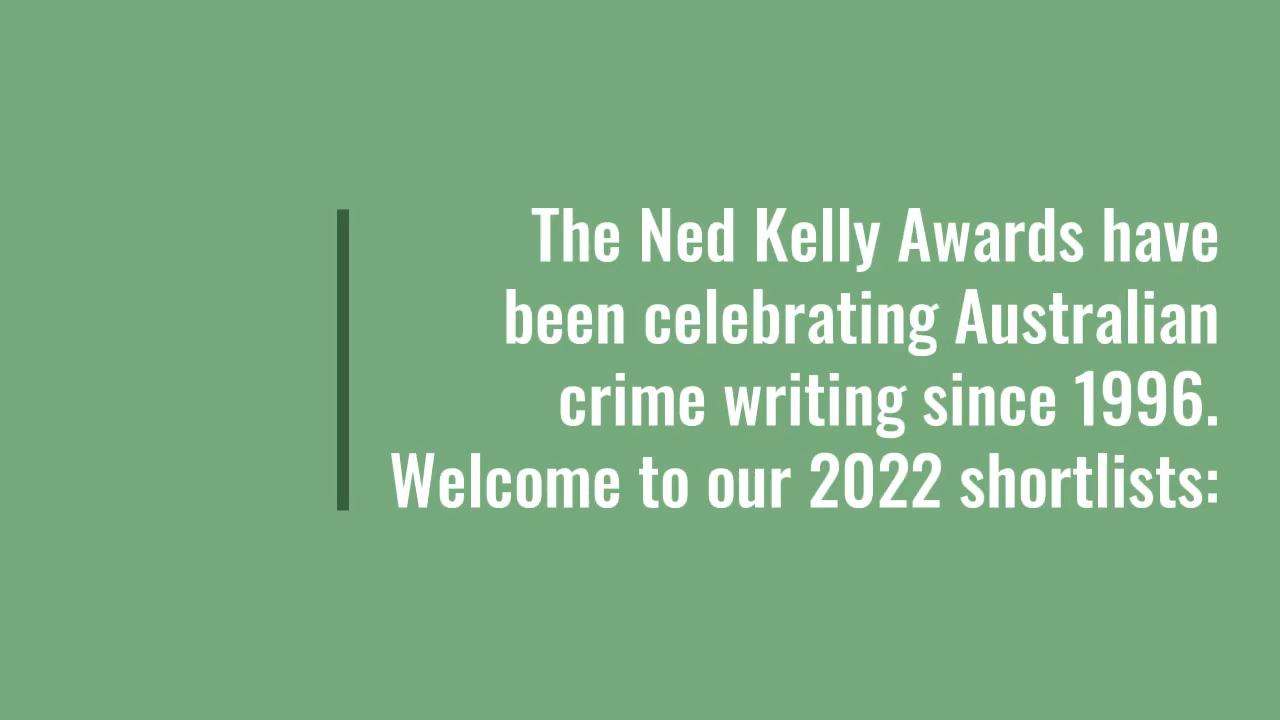 The Ned Kelly Awards have
been celebrating Australian
crime writing since 1996.
Welcome to our 2022 shortlists: